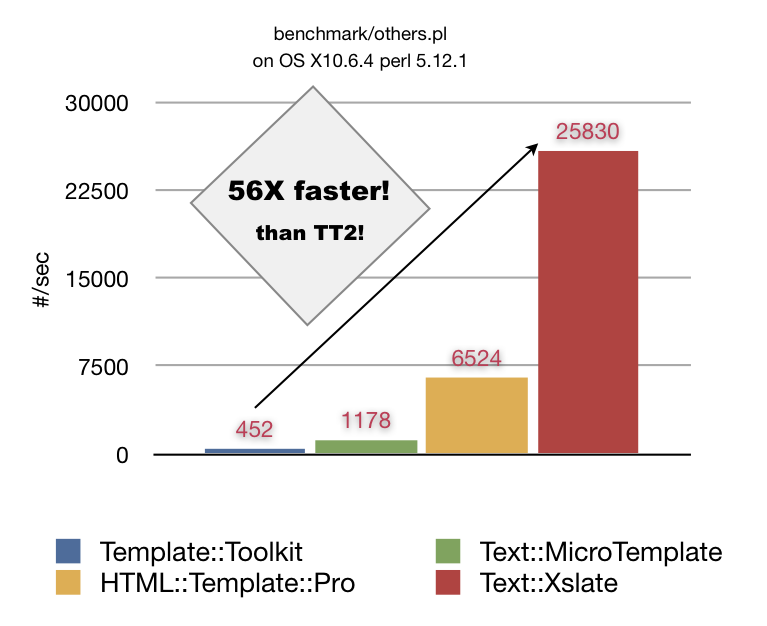 benchmark/others.pl
on OS X10.6.4 perl 5.12.1
30000
22500
15000
7500
0
#/sec
56X faster!
than TT2!
452
1178
6524
25830
Template::Toolkit
Text::MicroTemplate
HTML::Template::Pro
Text::Xslate